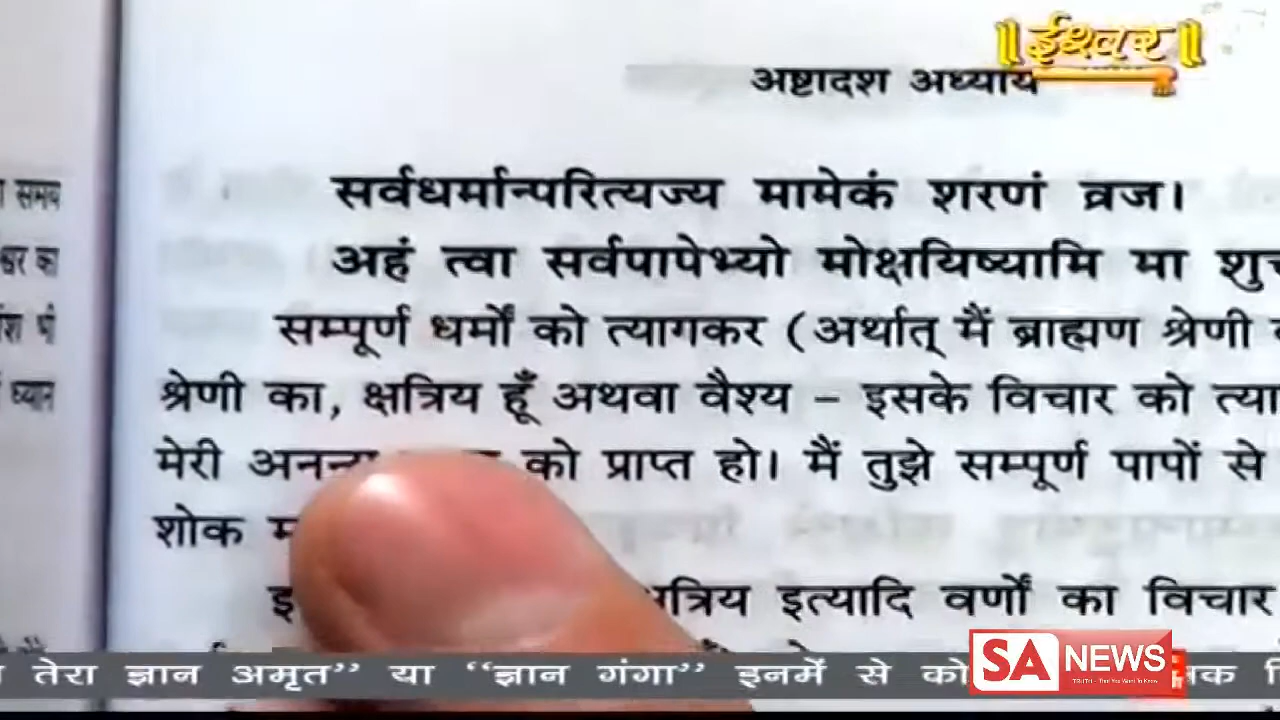 ॥ईश्वर॥
अष्टादश अध्याय
सर्वधर्मान्परित्यज्य मामेकं शरणं व्रज।
अहं त्वा सर्वपापेभ्यो मोक्षयिष्यामि मा
सम्पूर्ण धर्मों को त्यागकर (अर्थात् मैं ब्राह्मण श्रेणी
श्रेणी का, क्षत्रिय हूँ अथवा वैश्य – इसके विचार को
मेरी को प्राप्त हो। मैं तुझे सम्पूर्ण पापों से
शोक
इत्यादि वर्णों का विचार
समय
का
ध्यान
तेरा ज्ञान अमृत” या “ज्ञान गंगा” इनमें से
SA NEWS